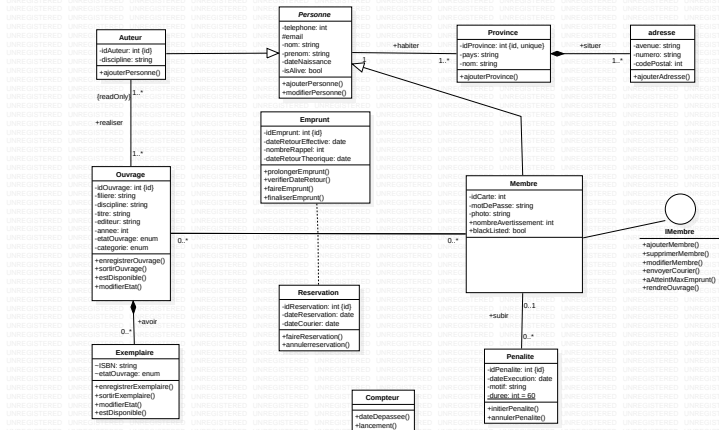 Personne
-telephone: int
#email
-nom: string
-prenom: string
-dateNaissance
-isAlive: bool
+ajouterPersonne()
+modifierPersonne()
Auteur
-idAuteur: int {id}
-discipline: string
+ajouterPersonne()
+habiter
1
1..*
Province
-idProvince: int {id, unique}
-pays: string
-nom: string
+ajouterProvince()
+situer
1..*
adresse
-avenue: string
-numero: string
-codePostal: int
+ajouterAdresse()
{readOnly}
1..*
+realiser
1..*
Emprunt
-idEmprunt: int {id}
-dateRetourEffective: date
-nombreRappel: int
-dateRetourTheorique: date
+prolongerEmprunt()
+verifierDateRetour()
+faireEmprunt()
+finaliserEmprunt()
Ouvrage
-idOuvrage: int {id}
-filiere: string
-discipline: string
-titre: string
-editeur: string
-annee: int
-etatOuvrage: enum
-categorie: enum
+enregistrerOuvrage()
+sortirOuvrage()
+estDisponible()
+modifierEtat()
0..*
0..*
Membre
-idCarte: int
-motDePasse: string
-photo: string
+nombreAvertissement: int
+blackListed: bool
IMembre
+ajouterMembre()
+supprimerMembre()
+modifierMembre()
+envoyerCourier()
+aAtteintMaxEmprunt()
+rendreOuvrage()
Reservation
-idReservation: int {id}
-dateReservation: date
-dateCourier: date
+faireReservation()
+annulerreservation()
0..1
+subir
0..*
+avoir
0..*
Exemplaire
~ISBN: string
~etatOuvrage: enum
+enregistrerExemplaire()
+sortirExemplaire()
+modifierEtat()
+estDisponible()
Penalite
-idPenalite: int {id}
-dateExecution: date
-motif: string
-duree: int = 60
+initierPenalite()
+annulerPenalite()
Compteur
+dateDepassee()
+lancement()